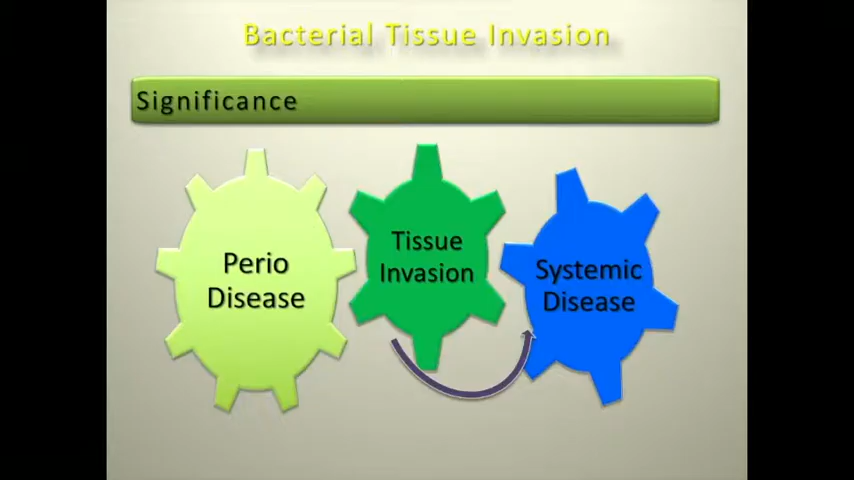 Bacterial Tissue Invasion
Significance
Perio
Disease
Tissue
Invasion
Systemic
Disease